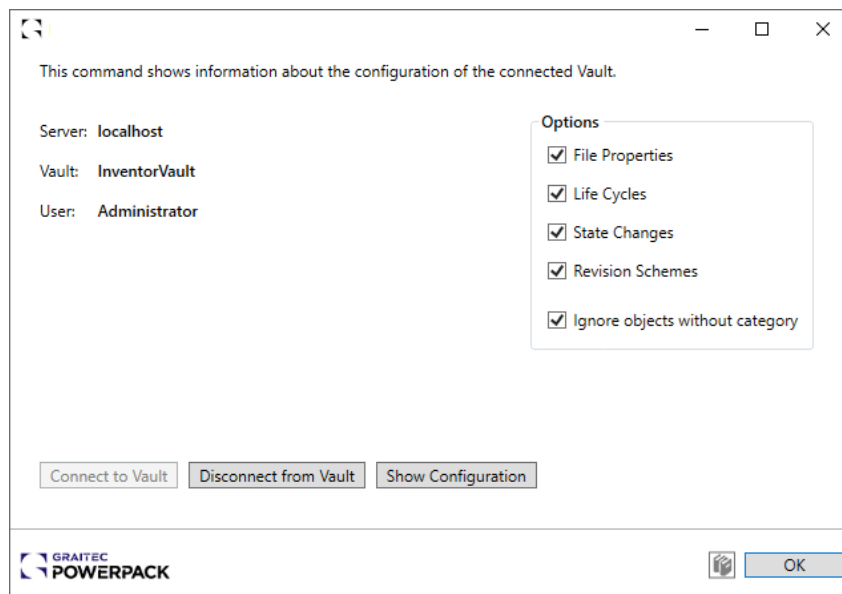 This command shows information about the configuration of the connected Vault.
Server: localhost
Vault: InventorVault
User: Administrator
Options
File Properties
Life Cycles
State Changes
Revision Schemes
Ignore objects without category
Connect to Vault
Disconnect from Vault
Show Configuration
GRAITEC
POWERPACK
OK